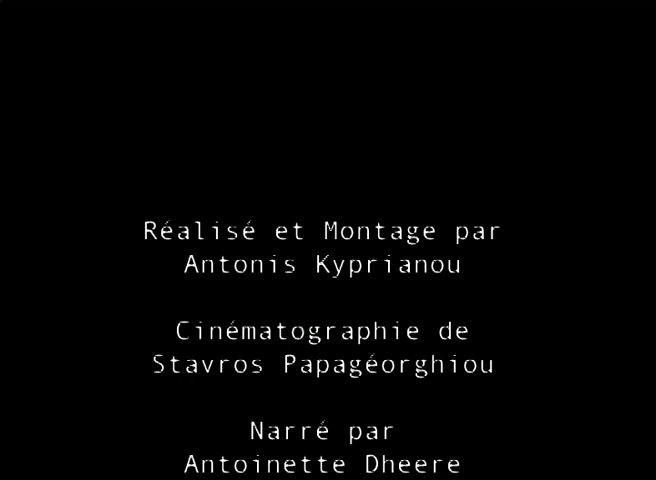 Réalisé et Montage par
Antonis Kyprianou
Cinématographie de
Stavros Papagéorghiou
Narré par
Antoinette Dheere